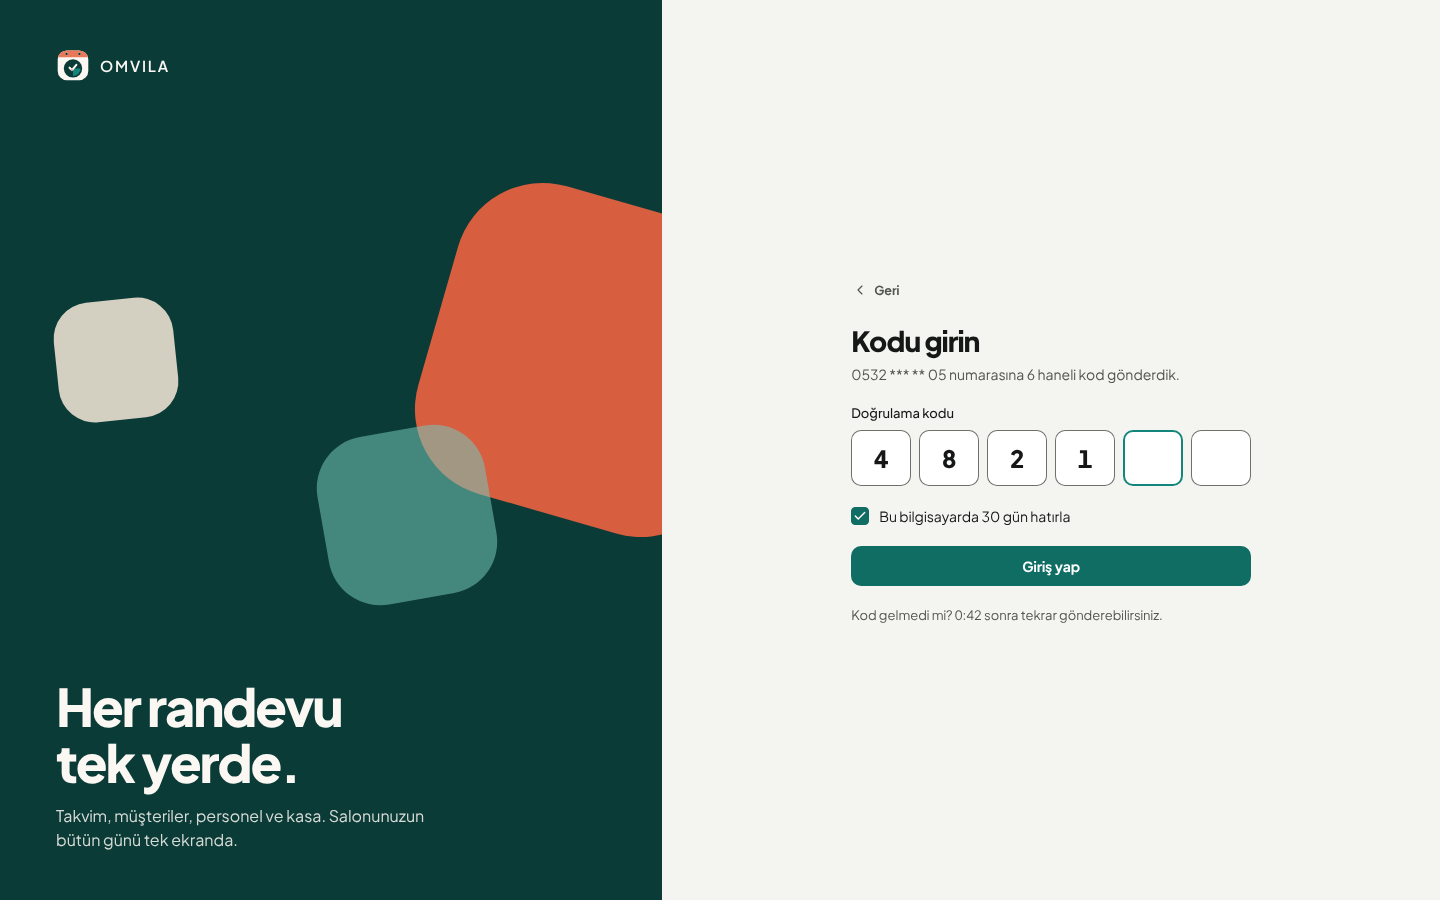 OMVILA
Her randevu
tek yerde.
Takvim, müşteriler, personel ve kasa. Salonunuzun
bütün günü tek ekranda.
Geri
Kodu girin
0532 *** ** 05 numarasına 6 haneli kod gönderdik.
Doğrulama kodu
4 8 2 1
Bu bilgisayarda 30 gün hatırla
Giriş yap
Kod gelmedi mi? 0:42 sonra tekrar gönderebilirsiniz.